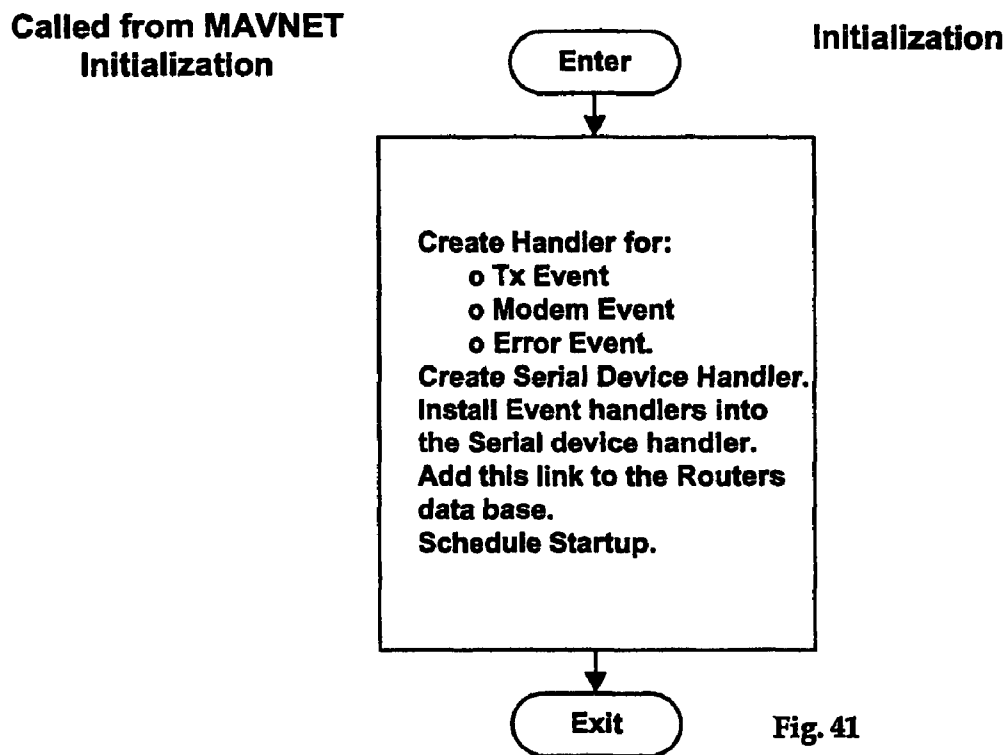 Called from MAVNET
Initialization
Initialization
Enter
Create Handler for:
o Tx Event
o Modem Event
o Error Event.
Create Serial Device Handler.
Install Event handlers into
the Serial device handler.
Add this link to the Routers
data base.
Schedule Startup.
Exit
Fig. 41